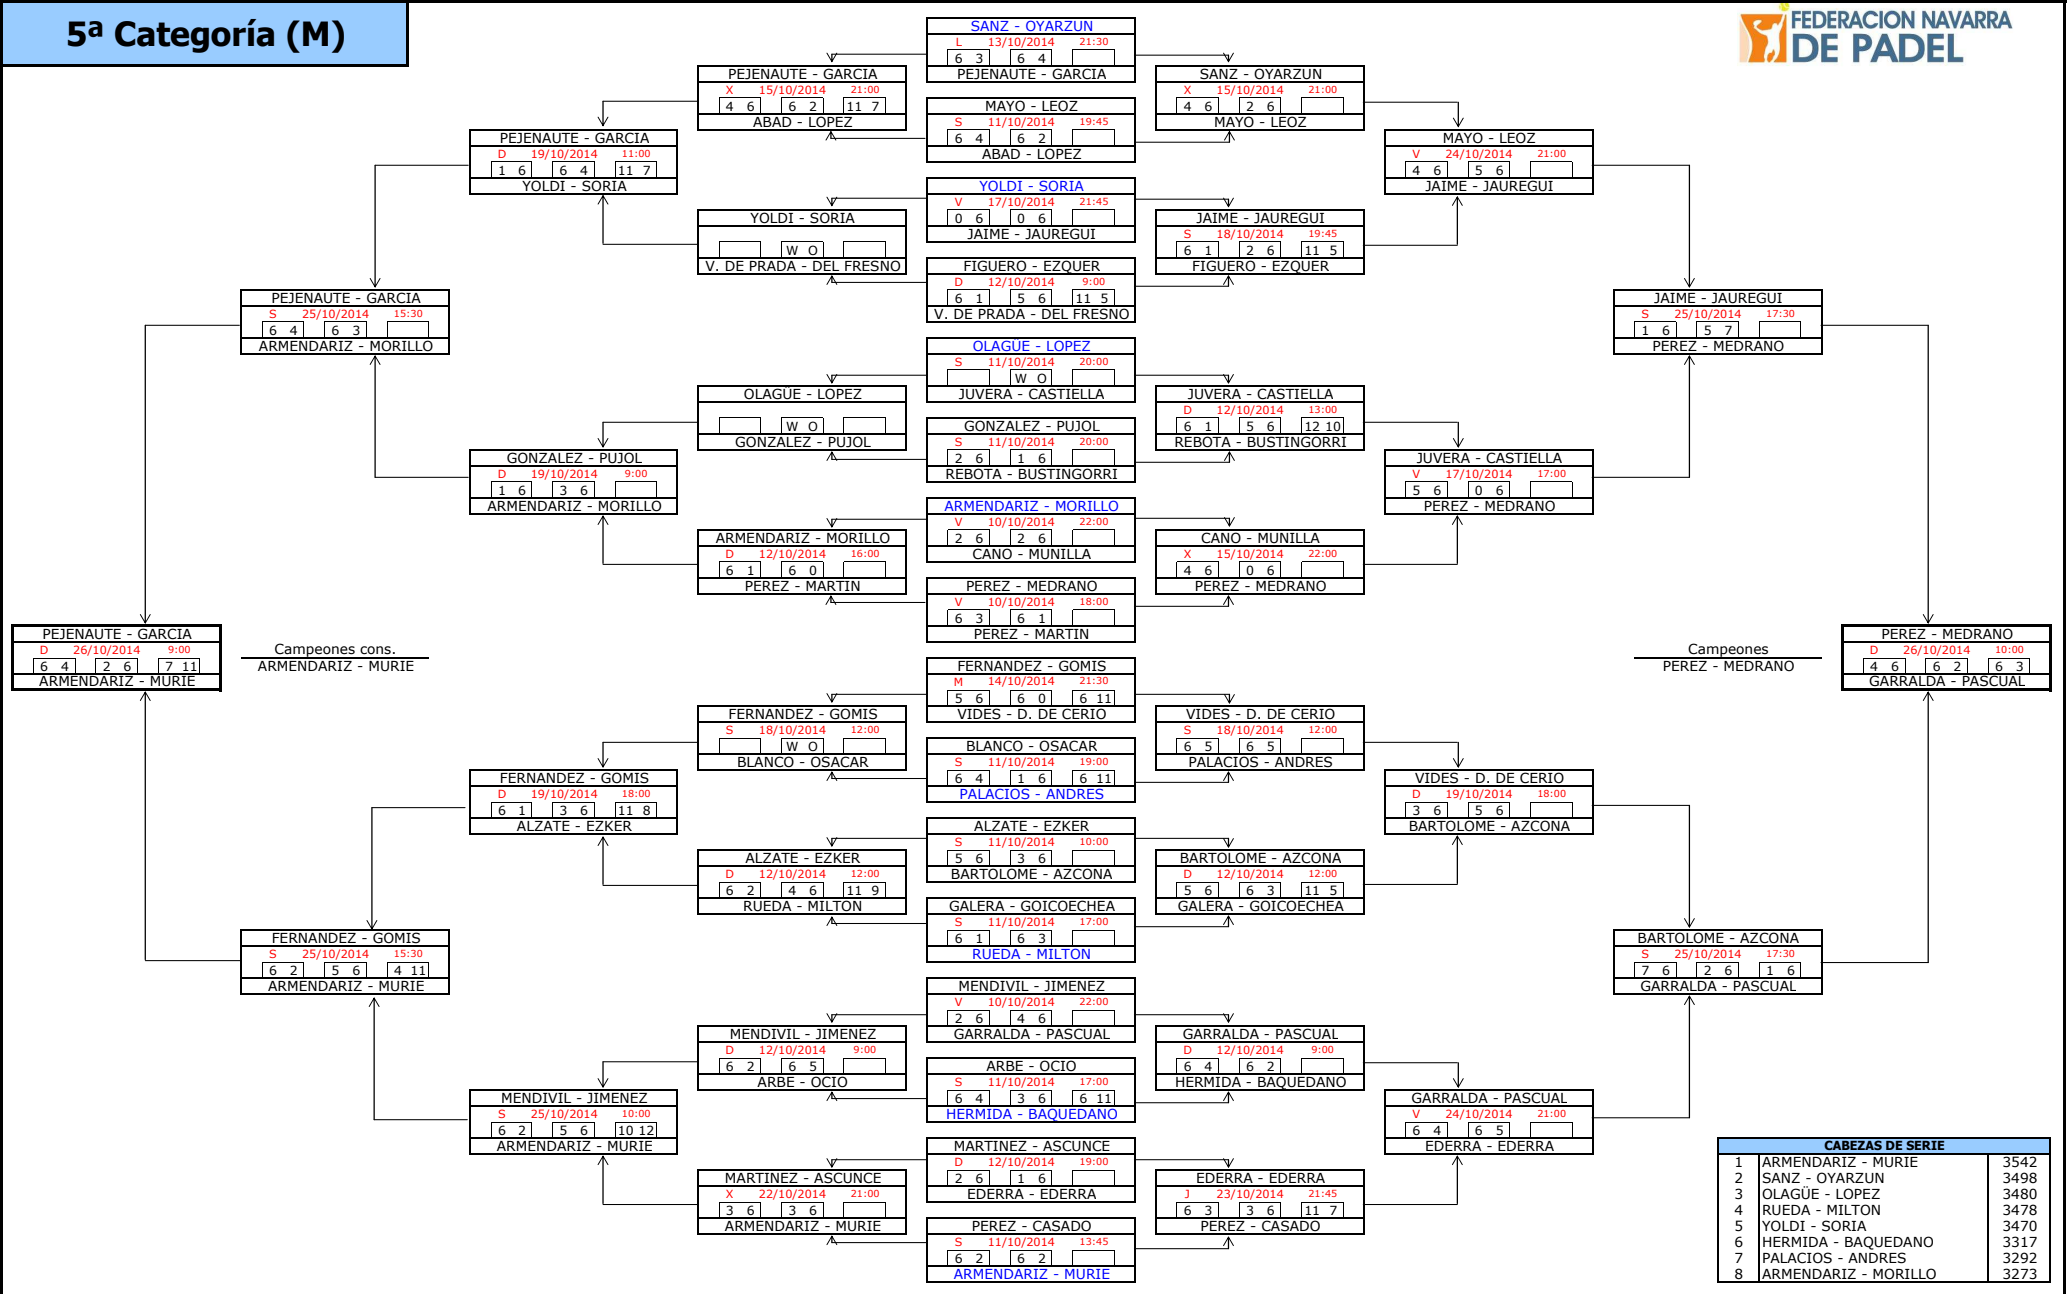 5ª Categoría (M)
FEDERACION NAVARRA
DE PADEL
PEJENAUTE - GARCIA
D 26/10/2014 9:00
6 4 2 6 7 11
ARMENDARIZ - MURIE
Campeones cons.
ARMENDARIZ - MURIE
PEJENAUTE - GARCIA
S 25/10/2014 15:30
6 4 6 3
ARMENDARIZ - MORILLO
FERNANDEZ - GOMIS
S 25/10/2014 15:30
6 2 5 6 4 11
ARMENDARIZ - MURIE
PEJENAUTE - GARCIA
D 19/10/2014 11:00
1 6 6 4 11 7
YOLDI - SORIA
GONZALEZ - PUJOL
D 19/10/2014 9:00
1 6 3 6
ARMENDARIZ - MORILLO
FERNANDEZ - GOMIS
D 19/10/2014 18:00
6 1 3 6 11 8
ALZATE - EZKER
MENDIVIL - JIMENEZ
S 25/10/2014 10:00
6 2 5 6 10 12
ARMENDARIZ - MURIE
PEJENAUTE - GARCIA
X 15/10/2014 21:00
4 6 6 2 11 7
ABAD - LOPEZ
YOLDI - SORIA
W O
V. DE PRADA - DEL FRESNO
OLAGÜE - LOPEZ
W O
GONZALEZ - PUJOL
ARMENDARIZ - MORILLO
D 12/10/2014 16:00
6 1 6 0
PEREZ - MARTIN
FERNANDEZ - GOMIS
S 18/10/2014 12:00
W O
BLANCO - OSACAR
ALZATE - EZKER
D 12/10/2014 12:00
6 2 4 6 11 9
RUEDA - MILTON
MENDIVIL - JIMENEZ
D 12/10/2014 9:00
6 2 6 5
ARBE - OCIO
MARTINEZ - ASCUNCE
X 22/10/2014 21:00
3 6 3 6
ARMENDARIZ - MURIE
SANZ - OYARZUN
L 13/10/2014 21:30
6 3 6 4
PEJENAUTE - GARCIA
MAYO - LEOZ
S 11/10/2014 19:45
6 4 6 2
ABAD - LOPEZ
YOLDI - SORIA
V 17/10/2014 21:45
0 6 0 6
JAIME - JAUREGUI
FIGUERO - EZQUER
D 12/10/2014 9:00
6 1 5 6 11 5
V. DE PRADA - DEL FRESNO
OLAGÜE - LOPEZ
S 11/10/2014 20:00
W O
JUVERA - CASTIELLA
GONZALEZ - PUJOL
S 11/10/2014 20:00
2 6 1 6
REBOTA - BUSTINGORRI
ARMENDARIZ - MORILLO
V 10/10/2014 22:00
2 6 2 6
CANO - MUNILLA
PEREZ - MEDRANO
V 10/10/2014 18:00
6 3 6 1
PEREZ - MARTIN
FERNANDEZ - GOMIS
M 14/10/2014 21:30
5 6 6 0 6 11
VIDES - D. DE CERIO
BLANCO - OSACAR
S 11/10/2014 19:00
6 4 1 6 6 11
PALACIOS - ANDRES
ALZATE - EZKER
S 11/10/2014 10:00
5 6 3 6
BARTOLOME - AZCONA
GALERA - GOICOECHEA
S 11/10/2014 17:00
6 1 6 3
RUEDA - MILTON
MENDIVIL - JIMENEZ
V 10/10/2014 22:00
2 6 4 6
GARRALDA - PASCUAL
ARBE - OCIO
S 11/10/2014 17:00
6 4 3 6 6 11
HERMIDA - BAQUEDANO
MARTINEZ - ASCUNCE
D 12/10/2014 19:00
2 6 1 6
EDERRA - EDERRA
PEREZ - CASADO
S 11/10/2014 13:45
6 2 6 2
ARMENDARIZ - MURIE
SANZ - OYARZUN
X 15/10/2014 21:00
4 6 2 6
MAYO - LEOZ
JAIME - JAUREGUI
S 18/10/2014 19:45
6 1 2 6 11 5
FIGUERO - EZQUER
JUVERA - CASTIELLA
D 12/10/2014 13:00
6 1 5 6 12 10
REBOTA - BUSTINGORRI
CANO - MUNILLA
X 15/10/2014 22:00
4 6 0 6
PEREZ - MEDRANO
VIDES - D. DE CERIO
S 18/10/2014 12:00
6 5 6 5
PALACIOS - ANDRES
BARTOLOME - AZCONA
D 12/10/2014 12:00
5 6 6 3 11 5
GALERA - GOICOECHEA
GARRALDA - PASCUAL
D 12/10/2014 9:00
6 4 6 2
HERMIDA - BAQUEDANO
EDERRA - EDERRA
J 23/10/2014 21:45
6 3 3 6 11 7
PEREZ - CASADO
MAYO - LEOZ
V 24/10/2014 21:00
4 6 5 6
JAIME - JAUREGUI
JUVERA - CASTIELLA
V 17/10/2014 17:00
5 6 0 6
PEREZ - MEDRANO
VIDES - D. DE CERIO
D 19/10/2014 18:00
3 6 5 6
BARTOLOME - AZCONA
GARRALDA - PASCUAL
V 24/10/2014 21:00
6 4 6 5
EDERRA - EDERRA
JAIME - JAUREGUI
S 25/10/2014 17:30
1 6 5 7
PEREZ - MEDRANO
BARTOLOME - AZCONA
S 25/10/2014 17:30
7 6 2 6 1 6
GARRALDA - PASCUAL
Campeones
PEREZ - MEDRANO
PEREZ - MEDRANO
D 26/10/2014 10:00
4 6 6 2 6 3
GARRALDA - PASCUAL
CABEZAS DE SERIE
1 ARMENDARIZ - MURIE 3542
2 SANZ - OYARZUN 3498
3 OLAGÜE - LOPEZ 3480
4 RUEDA - MILTON 3478
5 YOLDI - SORIA 3470
6 HERMIDA - BAQUEDANO 3317
7 PALACIOS - ANDRES 3292
8 ARMENDARIZ - MORILLO 3273